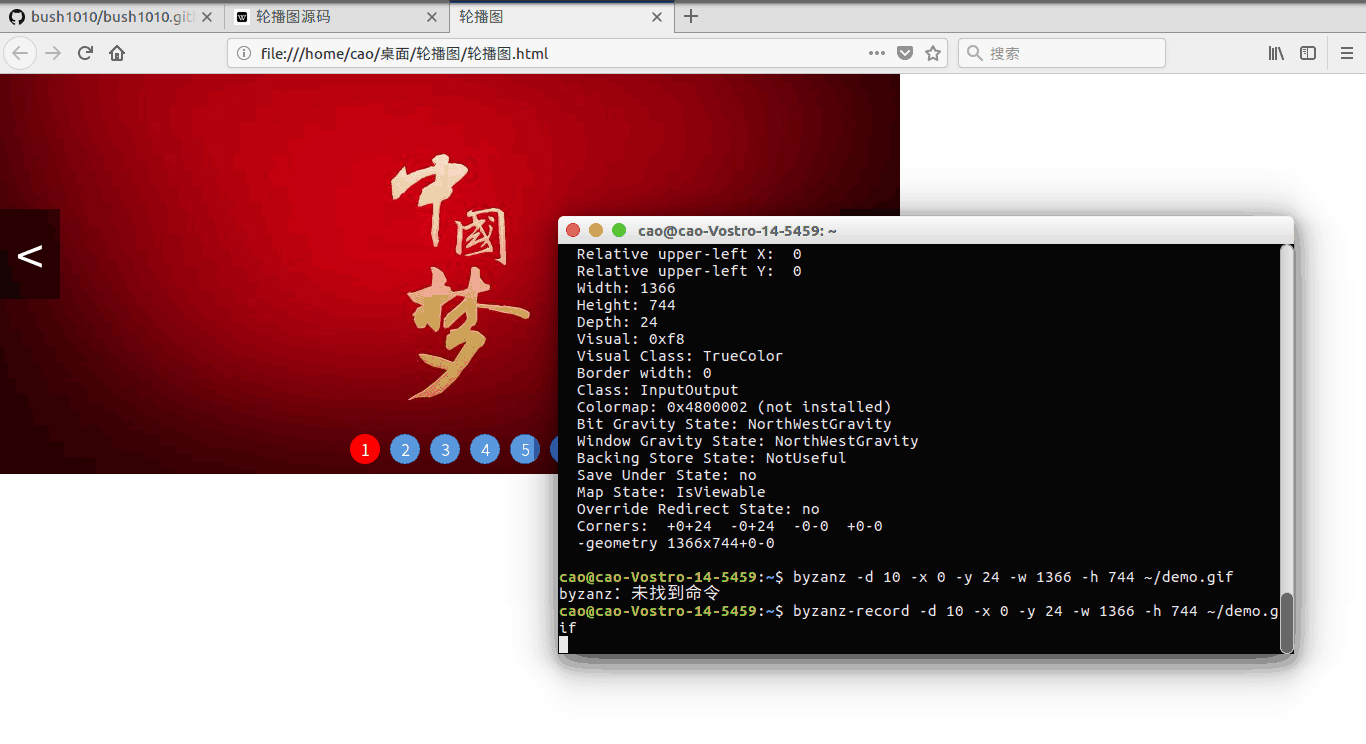 bush1010/bush1010.git
轮播图源码
轮播图
file:///home/cao/桌面/轮播图/轮播图.html
搜索
中
國
梦
<
1 2 3 4 5
cao@cao-Vostro-14-5459: ~
Relative upper-left X:  0
Relative upper-left Y:  0
Width: 1366
Height: 744
Depth: 24
Visual: 0xf8
Visual Class: TrueColor
Border width: 0
Class: InputOutput
Colormap: 0x4800002 (not installed)
Bit Gravity State: NorthWestGravity
Window Gravity State: NorthWestGravity
Backing Store State: NotUseful
Save Under State: no
Map State: IsViewable
Override Redirect State: no
Corners:  +0+24  -0+24  -0-0  +0-0
-geometry 1366x744+0-0
cao@cao-Vostro-14-5459:~$ byzanz -d 10 -x 0 -y 24 -w 1366 -h 744 ~/demo.gif
byzanz：未找到命令
cao@cao-Vostro-14-5459:~$ byzanz-record -d 10 -x 0 -y 24 -w 1366 -h 744 ~/demo.g
if